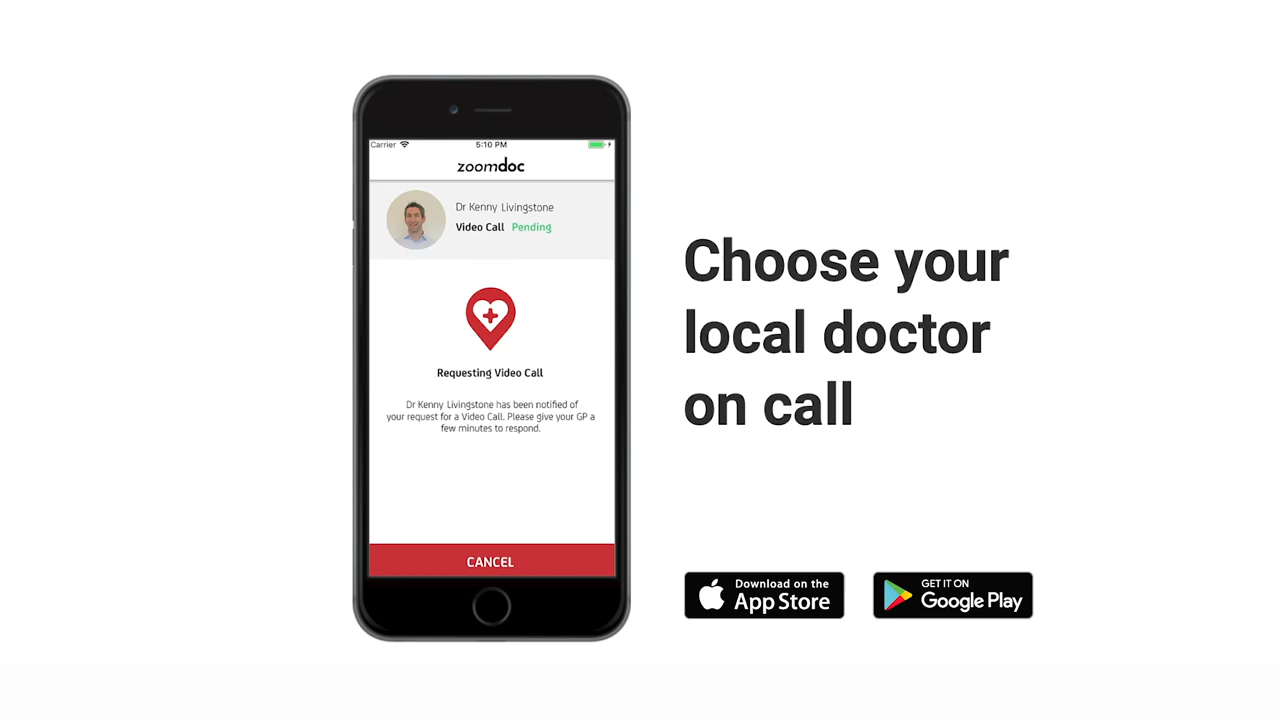 Carrier
5:10 PM
zoomdoc
Dr Kenny Livingstone
Video Call Pending
Requesting Video Call
Dr Kenny Livingstone has been notified of
your request for a Video Call. Please give your GP a
few minutes to respond.
CANCEL
Choose your
local doctor
on call
Download on the
App Store
GET IT ON
Google Play